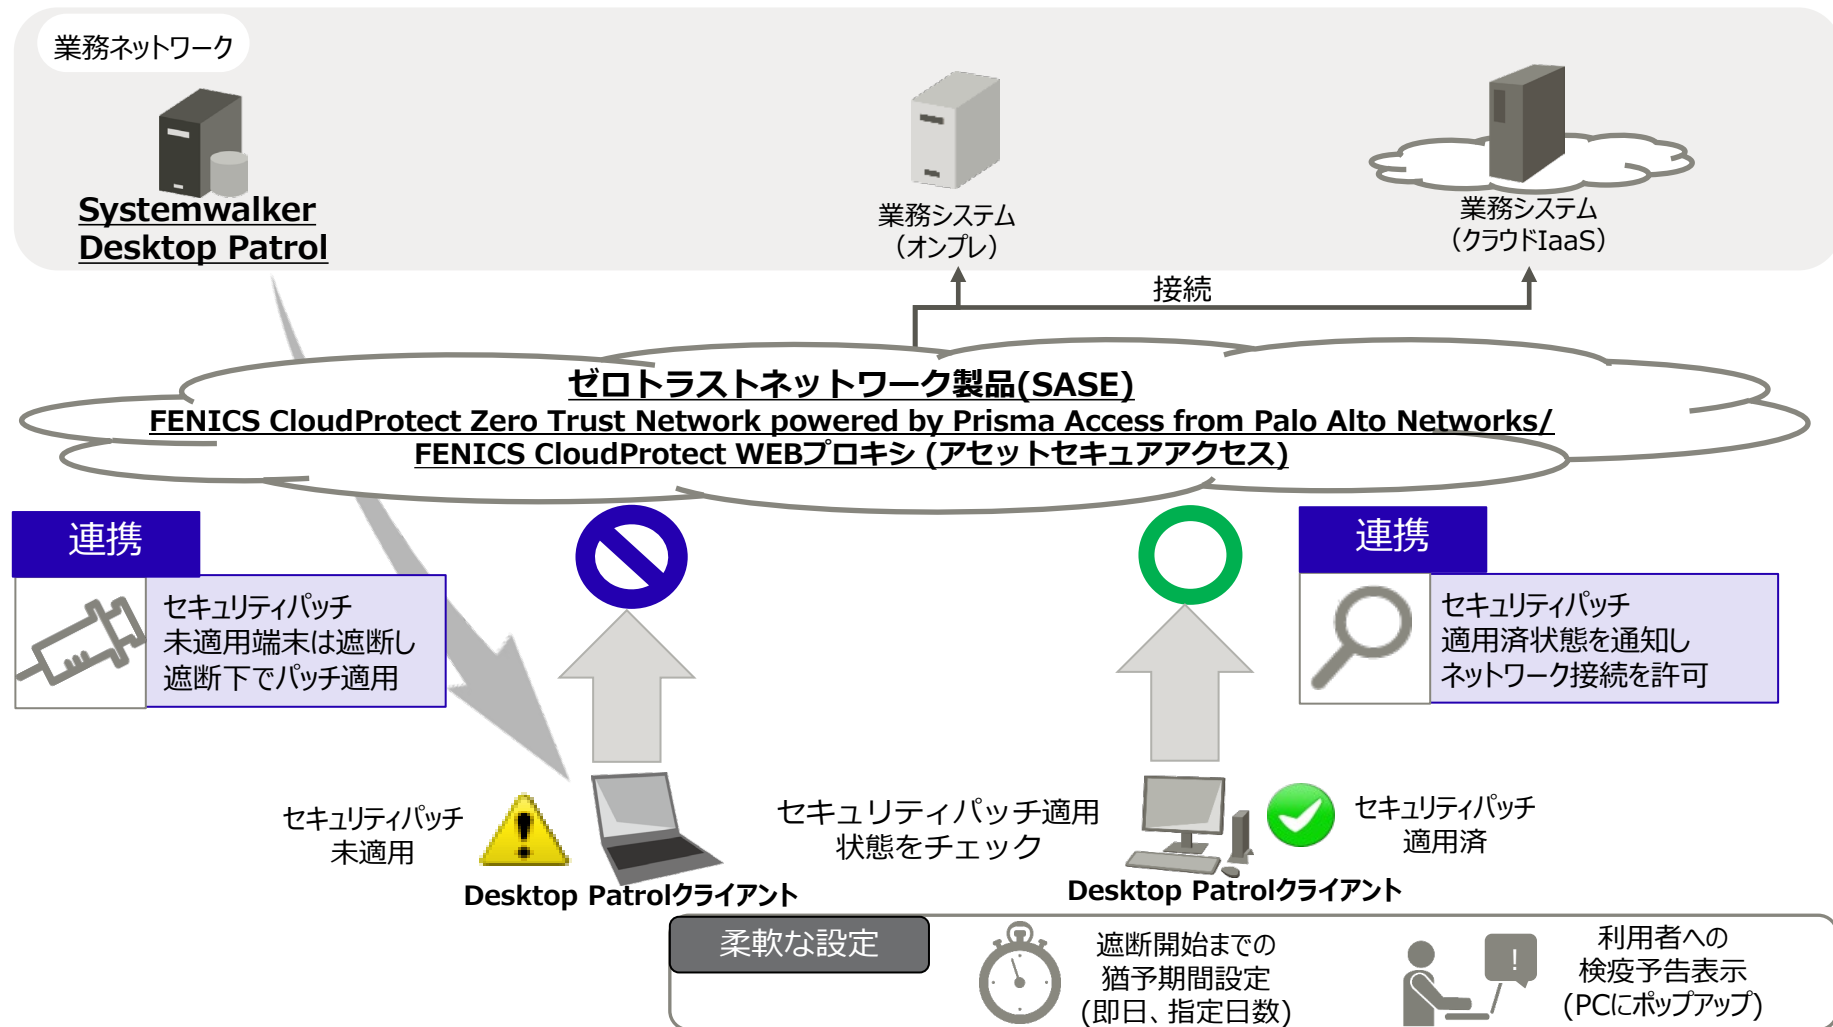 業務ネットワーク
Systemwalker
Desktop Patrol
業務システム
(オンプレ)
業務システム
(クラウドIaaS)
接続
ゼロトラストネットワーク製品(SASE)
FENICS CloudProtect Zero Trust Network powered by Prisma Access from Palo Alto Networks/
FENICS CloudProtect WEBプロキシ (アセットセキュアアクセス)
連携
セキュリティパッチ
未適用端末は遮断し
遮断下でパッチ適用
連携
セキュリティパッチ
適用済状態を通知し
ネットワーク接続を許可
セキュリティパッチ
未適用
セキュリティパッチ適用
状態をチェック
セキュリティパッチ
適用済
Desktop Patrolクライアント
Desktop Patrolクライアント
柔軟な設定
遮断開始までの
猶予期間設定
(即日、指定日数)
!
利用者への
検疫予告表示
(PCにポップアップ)